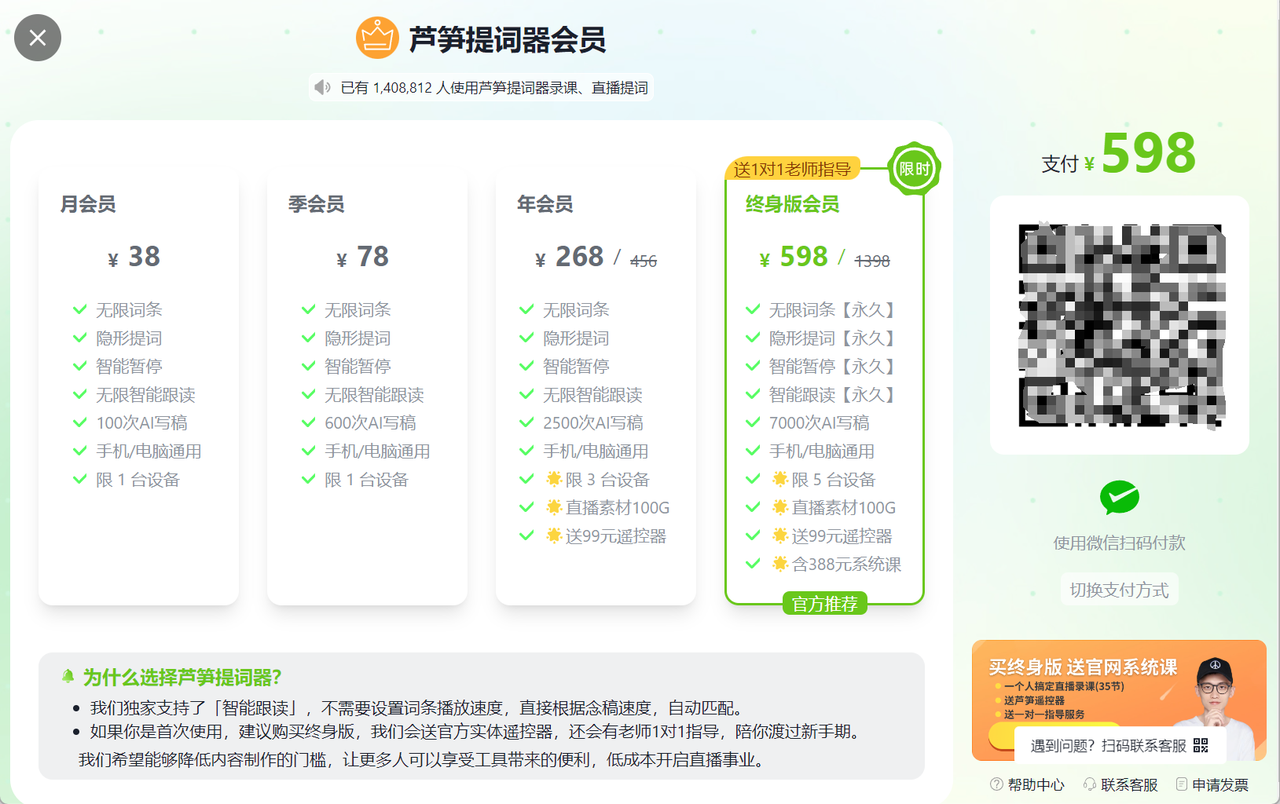 芦笋提词器会员
已有 1,408,812 人使用芦笋提词器录课、直播提词
月会员
¥ 38
无限词条
隐形提词
智能暂停
无限智能跟读
100次AI写稿
手机/电脑通用
限 1 台设备
季会员
¥ 78
无限词条
隐形提词
智能暂停
无限智能跟读
600次AI写稿
手机/电脑通用
限 1 台设备
年会员
¥ 268 / 456
无限词条
隐形提词
智能暂停
无限智能跟读
2500次AI写稿
手机/电脑通用
限 3 台设备
直播素材100G
送99元遥控器
送1对1老师指导
限时
终身版会员
¥ 598 / 1398
无限词条【永久】
隐形提词【永久】
智能暂停【永久】
智能跟读【永久】
7000次AI写稿
手机/电脑通用
限 5 台设备
直播素材100G
送99元遥控器
含388元系统课
官方推荐
为什么选择芦笋提词器?
我们独家支持了「智能跟读」，不需要设置词条播放速度，直接根据念稿速度，自动匹配。
如果你是首次使用，建议购买终身版，我们会送官方实体遥控器，还会有老师1对1指导，陪你渡过新手期。
我们希望能够降低内容制作的门槛，让更多人可以享受工具带来的便利，低成本开启直播事业。
支付 ¥ 598
使用微信扫码付款
切换支付方式
买终身版 送官网系统课
一个人搞定直播录课(35节)
送芦笋遥控器
送一对一指导服务
遇到问题? 扫码联系客服
帮助中心 联系客服 申请发票